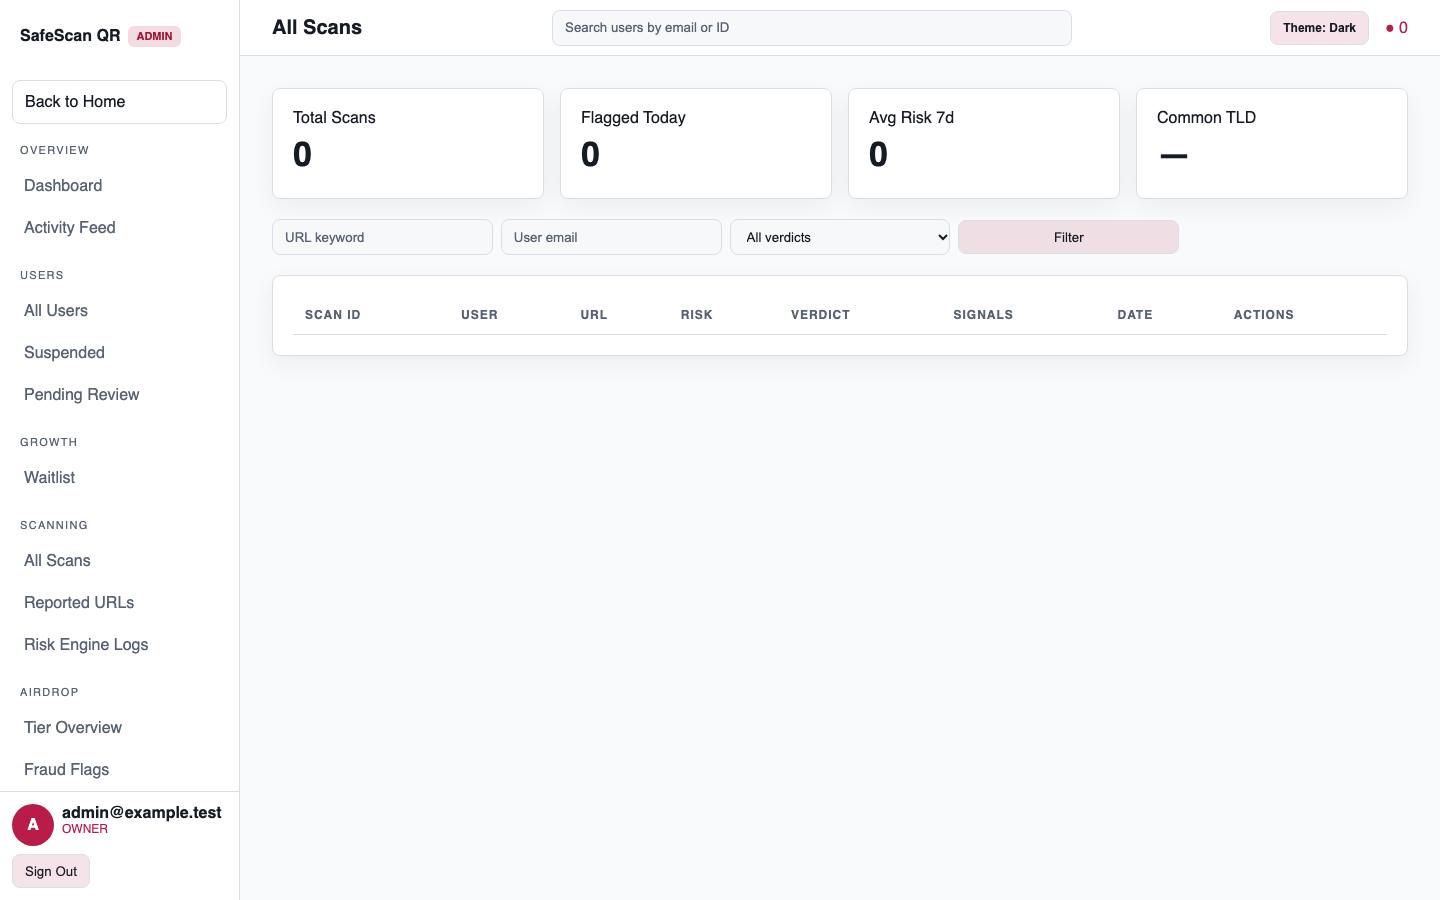 SafeScan QR ADMIN
Back to Home
OVERVIEW
Dashboard
Activity Feed
USERS
All Users
Suspended
Pending Review
GROWTH
Waitlist
SCANNING
All Scans
Reported URLs
Risk Engine Logs
AIRDROP
Tier Overview
Fraud Flags
A
admin@example.test
OWNER
Sign Out
All Scans
Search users by email or ID
Theme: Dark
0
Total Scans
0
Flagged Today
0
Avg Risk 7d
0
Common TLD
—
URL keyword
User email
All verdicts
Filter
SCAN ID USER URL RISK VERDICT SIGNALS DATE ACTIONS